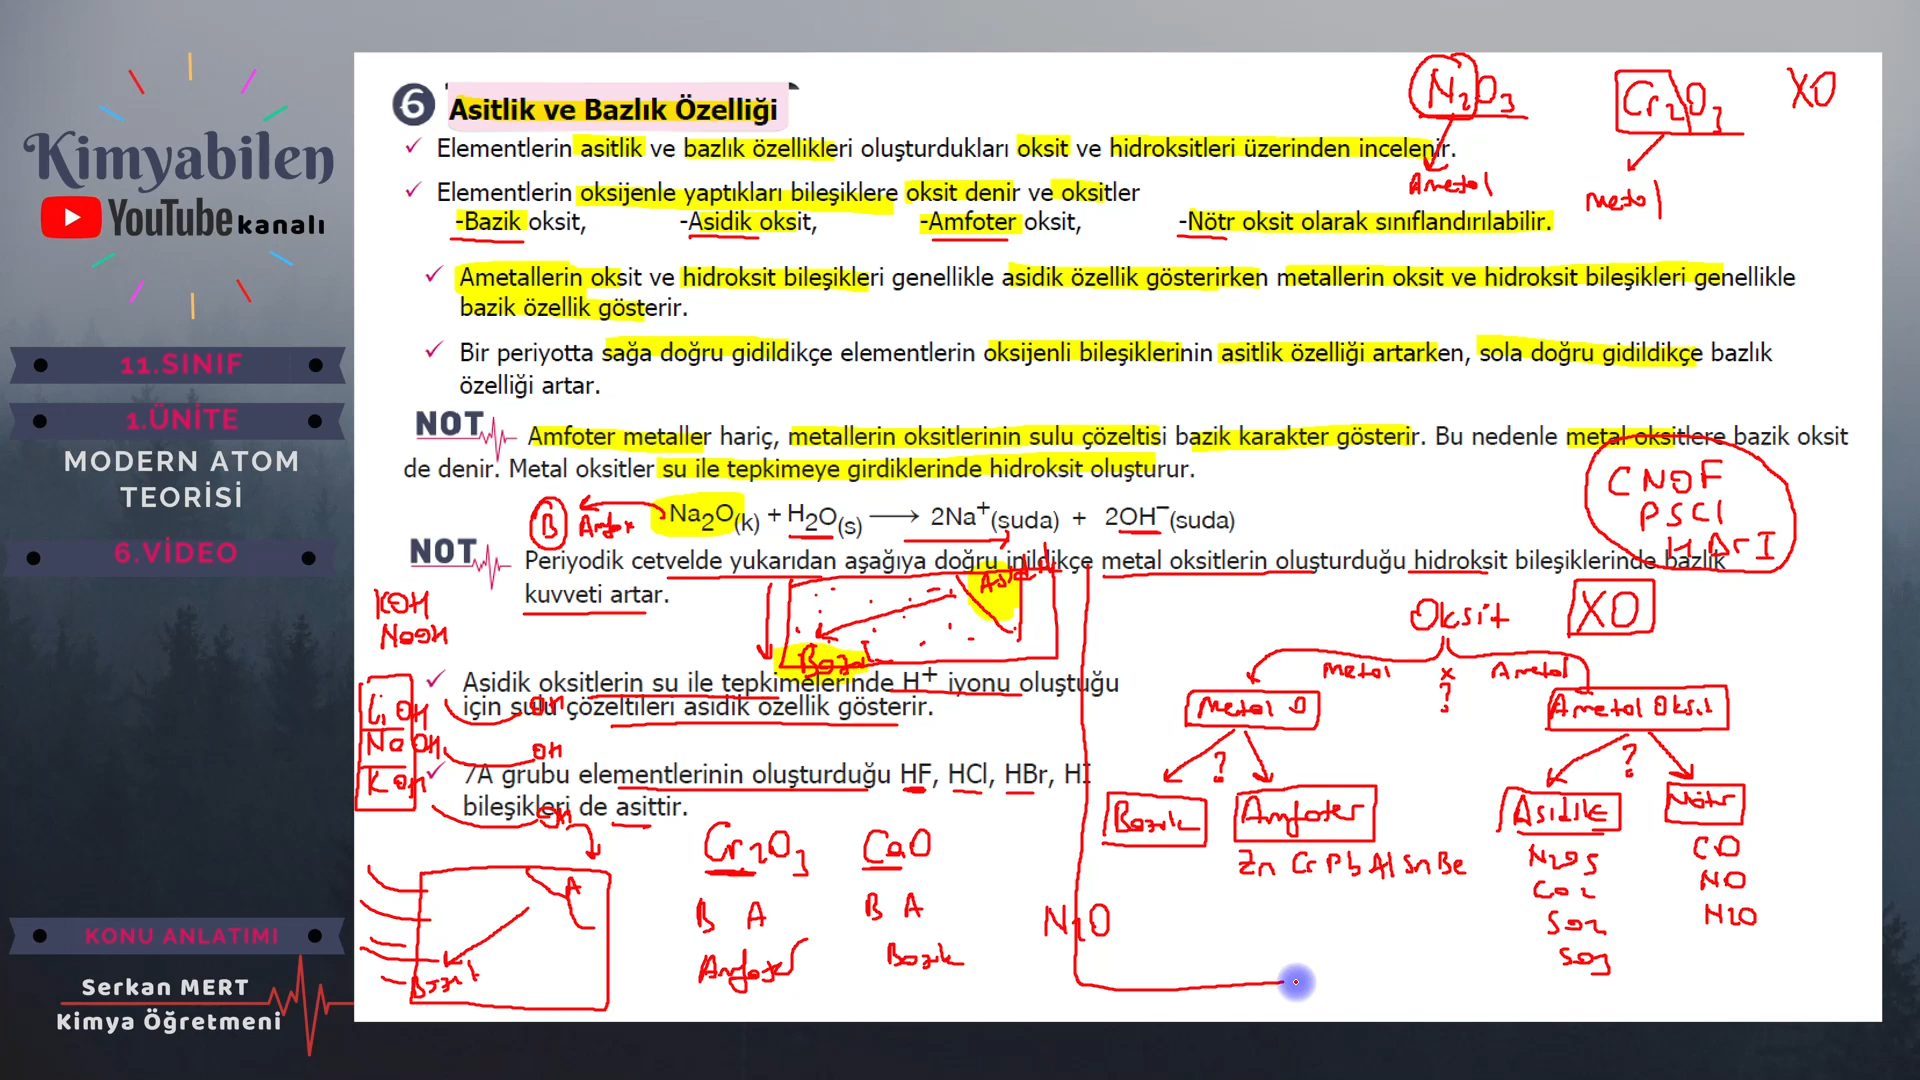 Kimyabilen
YouTube kanalı
11.SINIF
1.ÜNİTE
MODERN ATOM
TEORİSİ
6.VİDEO
KONU ANLATIMI
Serkan MERT
Kimya Öğretmeni
6 Asitlik ve Bazlık Özelliği
N2O3
Cr2O3
XO
Ametal
Metal
✓ Elementlerin asitlik ve bazlık özellikleri oluşturdukları oksit ve hidroksitleri üzerinden incelenir.
✓ Elementlerin oksijenle yaptıkları bileşiklere oksit denir ve oksitler
-Bazik oksit, -Asidik oksit, -Amfoter oksit, -Nötr oksit olarak sınıflandırılabilir.
✓ Ametallerin oksit ve hidroksit bileşikleri genellikle asidik özellik gösterirken metallerin oksit ve hidroksit bileşikleri genellikle
bazik özellik gösterir.
✓ Bir periyotta sağa doğru gidildikçe elementlerin oksijenli bileşiklerinin asitlik özelliği artarken, sola doğru gidildikçe bazlık
özelliği artar.
NOT Amfoter metaller hariç, metallerin oksitlerinin sulu çözeltisi bazik karakter gösterir. Bu nedenle metal oksitlere bazik oksit
de denir. Metal oksitler su ile tepkimeye girdiklerinde hidroksit oluşturur.
B
Na2O(k) + H2O(s) ⟶ 2Na+(suda) + 2OH−(suda)
CNOF
PSCl
H Br I
NOT Periyodik cetvelde yukarıdan aşağıya doğru inildikçe metal oksitlerin oluşturduğu hidroksit bileşiklerinde bazlık
kuvveti artar.
Asid
Bazal
KOH
NaOH
✓ Asidik oksitlerin su ile tepkimelerinde H+ iyonu oluştuğu
için sulu çözeltileri asidik özellik gösterir.
LiOH OH
NaOH OH
KOH OH
✓ 7A grubu elementlerinin oluşturduğu HF, HCl, HBr, HI
bileşikleri de asittir.
Cr2O3 CaO
B A B A
Amfoter Bazik
A
N2O
Oksit XO
Metal x Ametal
?
Metal O Ametal Oksit
? ?
Bazik Amfoter Asidik Nötr
Zn Cr Pb Al Sn Be
N2O5 CO
CO2 NO
SO2 N2O
SO3